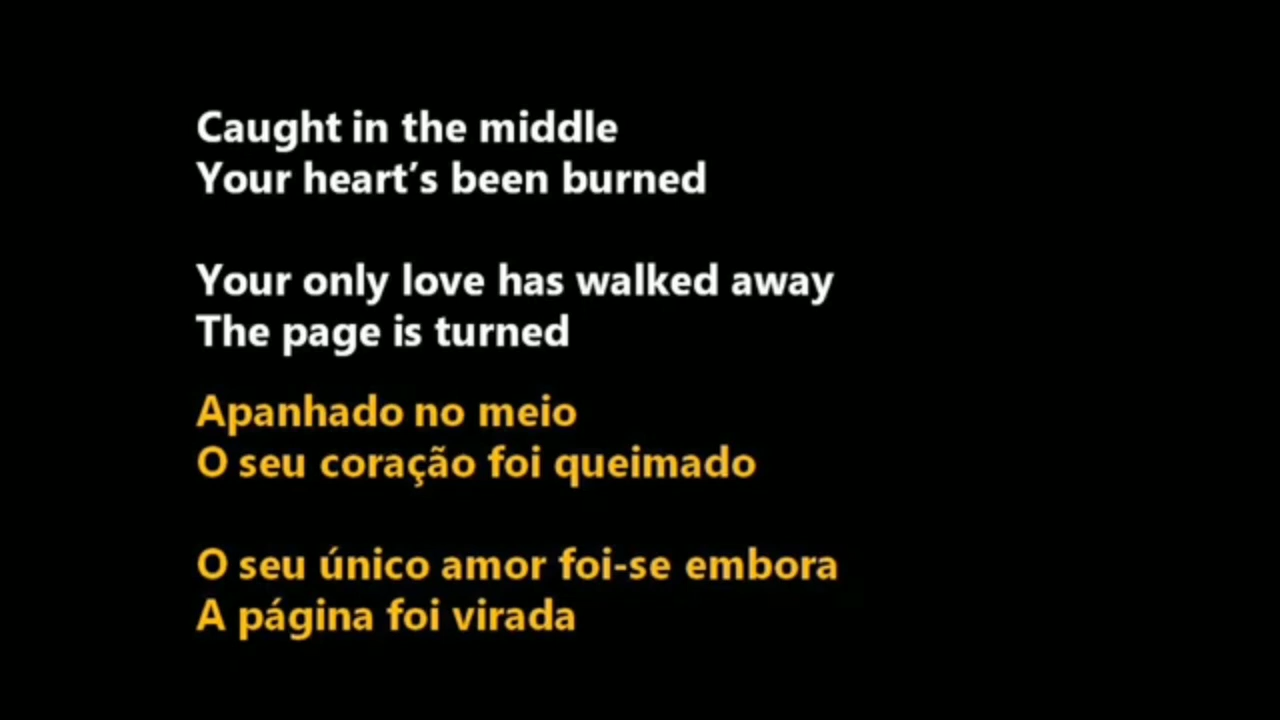 Caught in the middle
Your heart’s been burned
Your only love has walked away
The page is turned
Apanhado no meio
O seu coração foi queimado
O seu único amor foi-se embora
A página foi virada